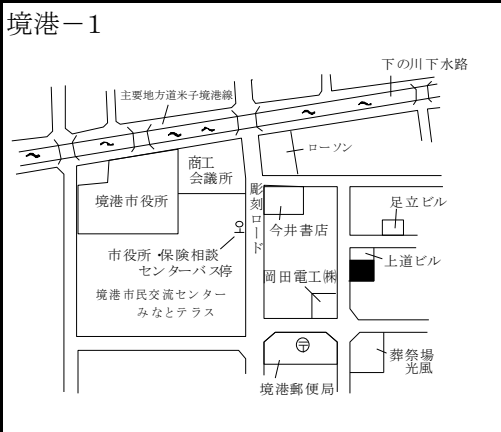 境港－1
下の川下水路
主要地方道米子境港線
ローソン
商工
会議所
境港市役所
彫刻ロード
今井書店
足立ビル
市役所・保険相談
センターバス停
岡田電工㈱
上道ビル
境港市民交流センター
みなとテラス
〒
葬祭場
光風
境港郵便局